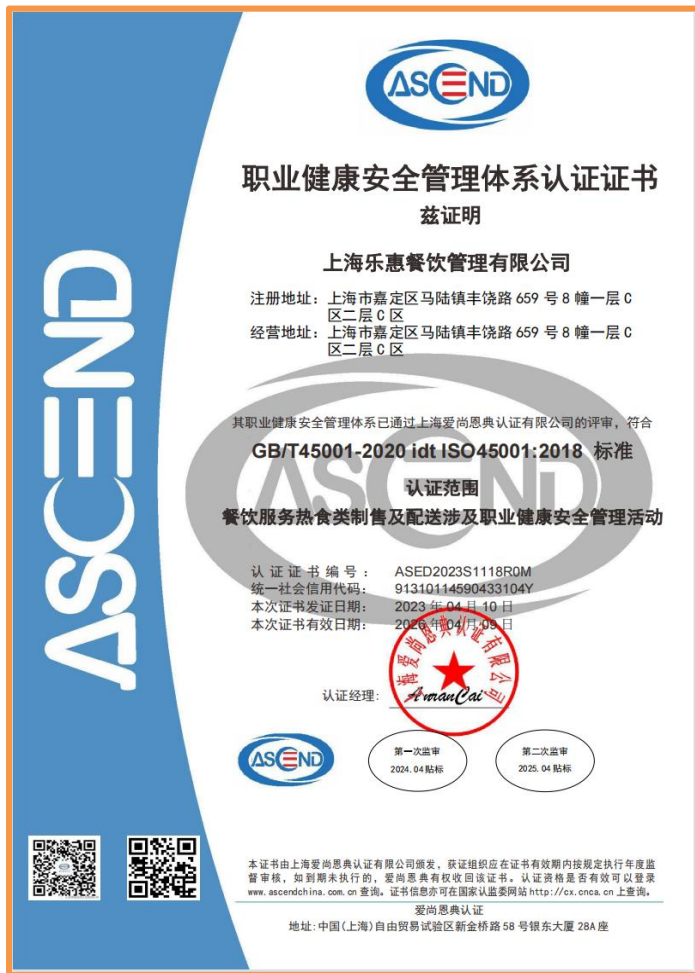 ASCEND
职业健康安全管理体系认证证书
兹证明
上海乐惠餐饮管理有限公司
注册地址：上海市嘉定区马陆镇丰饶路 659 号 8 幢一层 C
区二层 C 区
经营地址：上海市嘉定区马陆镇丰饶路 659 号 8 幢一层 C
区二层 C 区
其职业健康安全管理体系已通过上海爱尚恩典认证有限公司的评审，符合
GB/T45001-2020 idt ISO45001:2018 标准
认证范围
餐饮服务热食类制售及配送涉及职业健康安全管理活动
认证证书编号： ASED2023S1118R0M
统一社会信用代码： 91310114590433104Y
本次证书发证日期： 2023 年 04 月 10 日
本次证书有效日期： 2026 年 04 月 09 日
上海爱尚恩典认证有限公司
认证经理： AnranCai
ASCEND
ASCEND
ASCEND
第一次监审
2024.04 贴标
第二次监审
2025.04 贴标
本证书由上海爱尚恩典认证有限公司颁发，获证组织应在证书有效期内按规定执行年度监
督审核，如到期未执行的，爱尚恩典有权收回该证书。认证资格是否有效可以登录
www.ascendchina.com.cn 查询。证书信息亦可在国家认监委网站 http://cx.cnca.cn 上查询。
爱尚恩典认证
地址:中国(上海)自由贸易试验区新金桥路 58 号银东大厦 28A 座